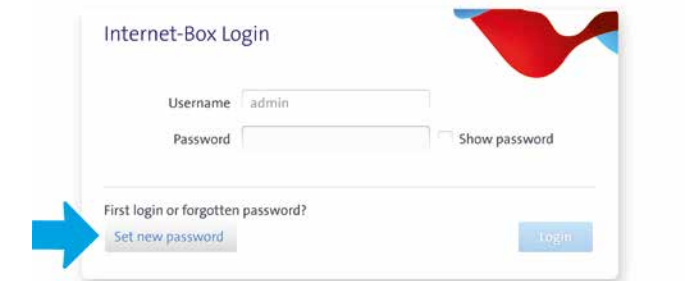 Internet-Box Login
Username admin
Password
Show password
First login or forgotten password?
Set new password
Login